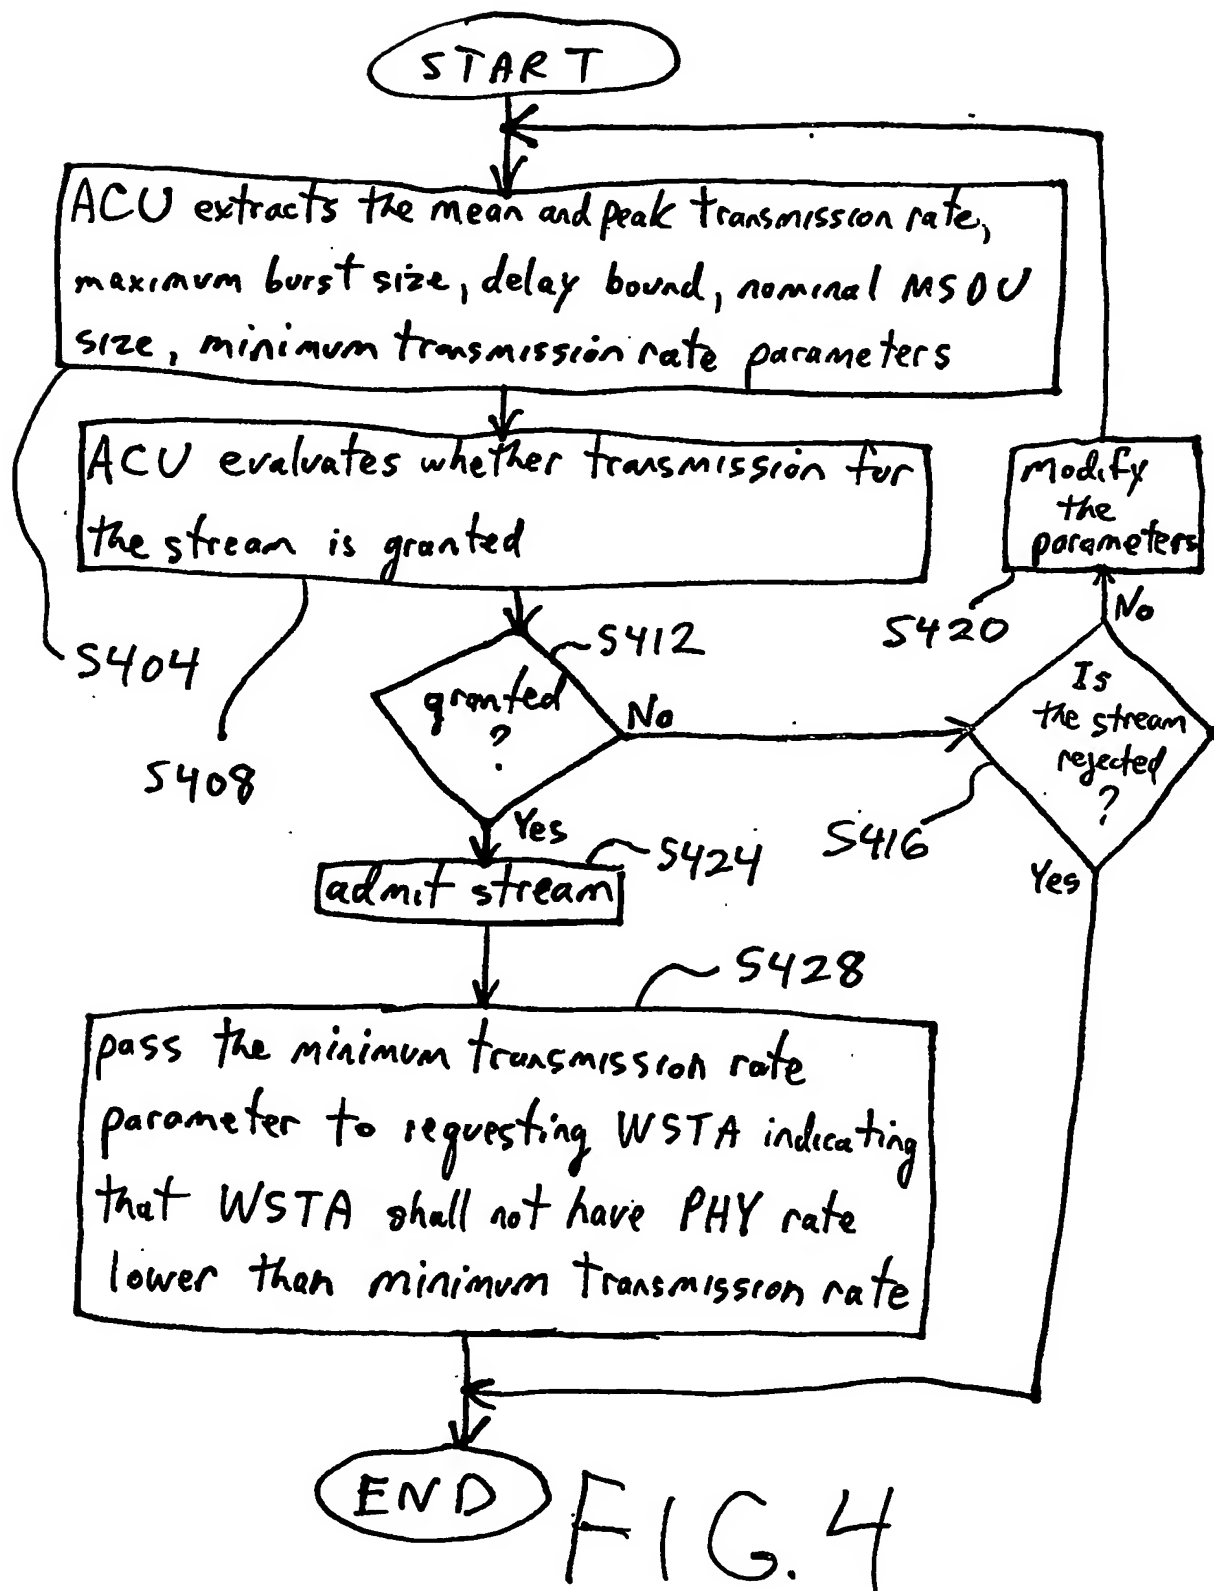 START
ACU extracts the mean and peak transmission rate,
maximum burst size, delay bound, nominal MSDU
size, minimum transmission rate parameters
ACU evaluates whether transmission for
the stream is granted
modify
the
parameters
S404
S408
S412
granted
?
No
S420
No
Is
the stream
rejected
?
S416
Yes
Yes
S424
admit stream
S428
pass the minimum transmission rate
parameter to requesting WSTA indicating
that WSTA shall not have PHY rate
lower than minimum transmission rate
END
FIG. 4